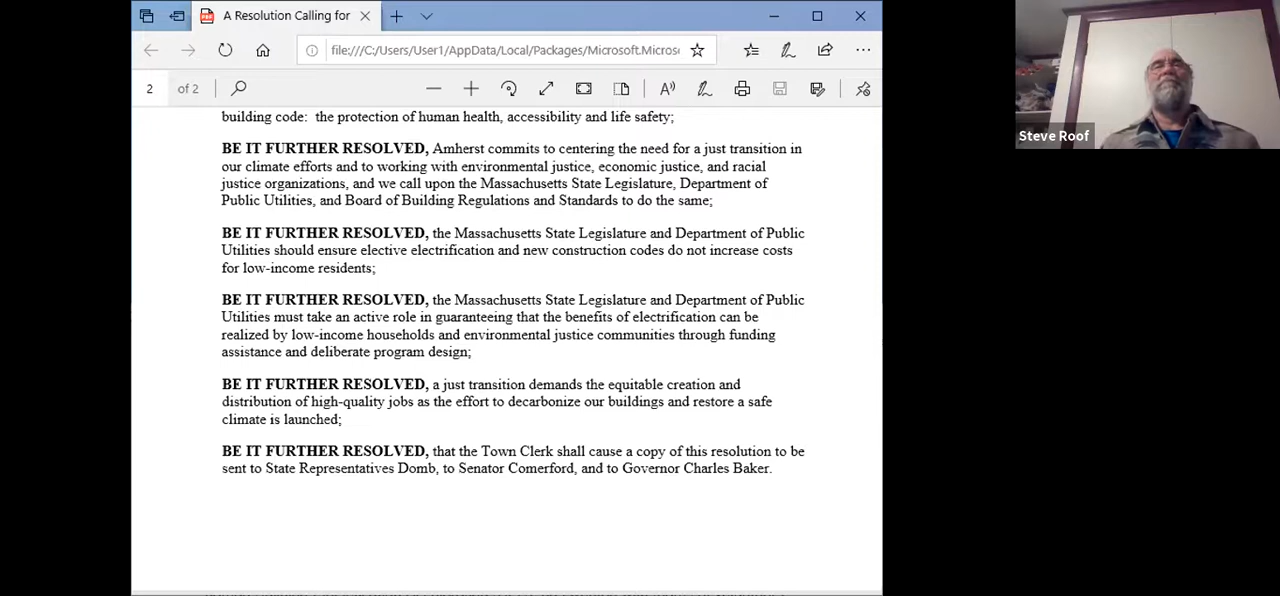 A Resolution Calling for
file:///C:/Users/User1/AppData/Local/Packages/Microsoft.Micros
2 of 2
building code: the protection of human health, accessibility and life safety;
BE IT FURTHER RESOLVED, Amherst commits to centering the need for a just transition in
our climate efforts and to working with environmental justice, economic justice, and racial
justice organizations, and we call upon the Massachusetts State Legislature, Department of
Public Utilities, and Board of Building Regulations and Standards to do the same;
BE IT FURTHER RESOLVED, the Massachusetts State Legislature and Department of Public
Utilities should ensure elective electrification and new construction codes do not increase costs
for low-income residents;
BE IT FURTHER RESOLVED, the Massachusetts State Legislature and Department of Public
Utilities must take an active role in guaranteeing that the benefits of electrification can be
realized by low-income households and environmental justice communities through funding
assistance and deliberate program design;
BE IT FURTHER RESOLVED, a just transition demands the equitable creation and
distribution of high-quality jobs as the effort to decarbonize our buildings and restore a safe
climate is launched;
BE IT FURTHER RESOLVED, that the Town Clerk shall cause a copy of this resolution to be
sent to State Representatives Domb, to Senator Comerford, and to Governor Charles Baker.
Steve Roof